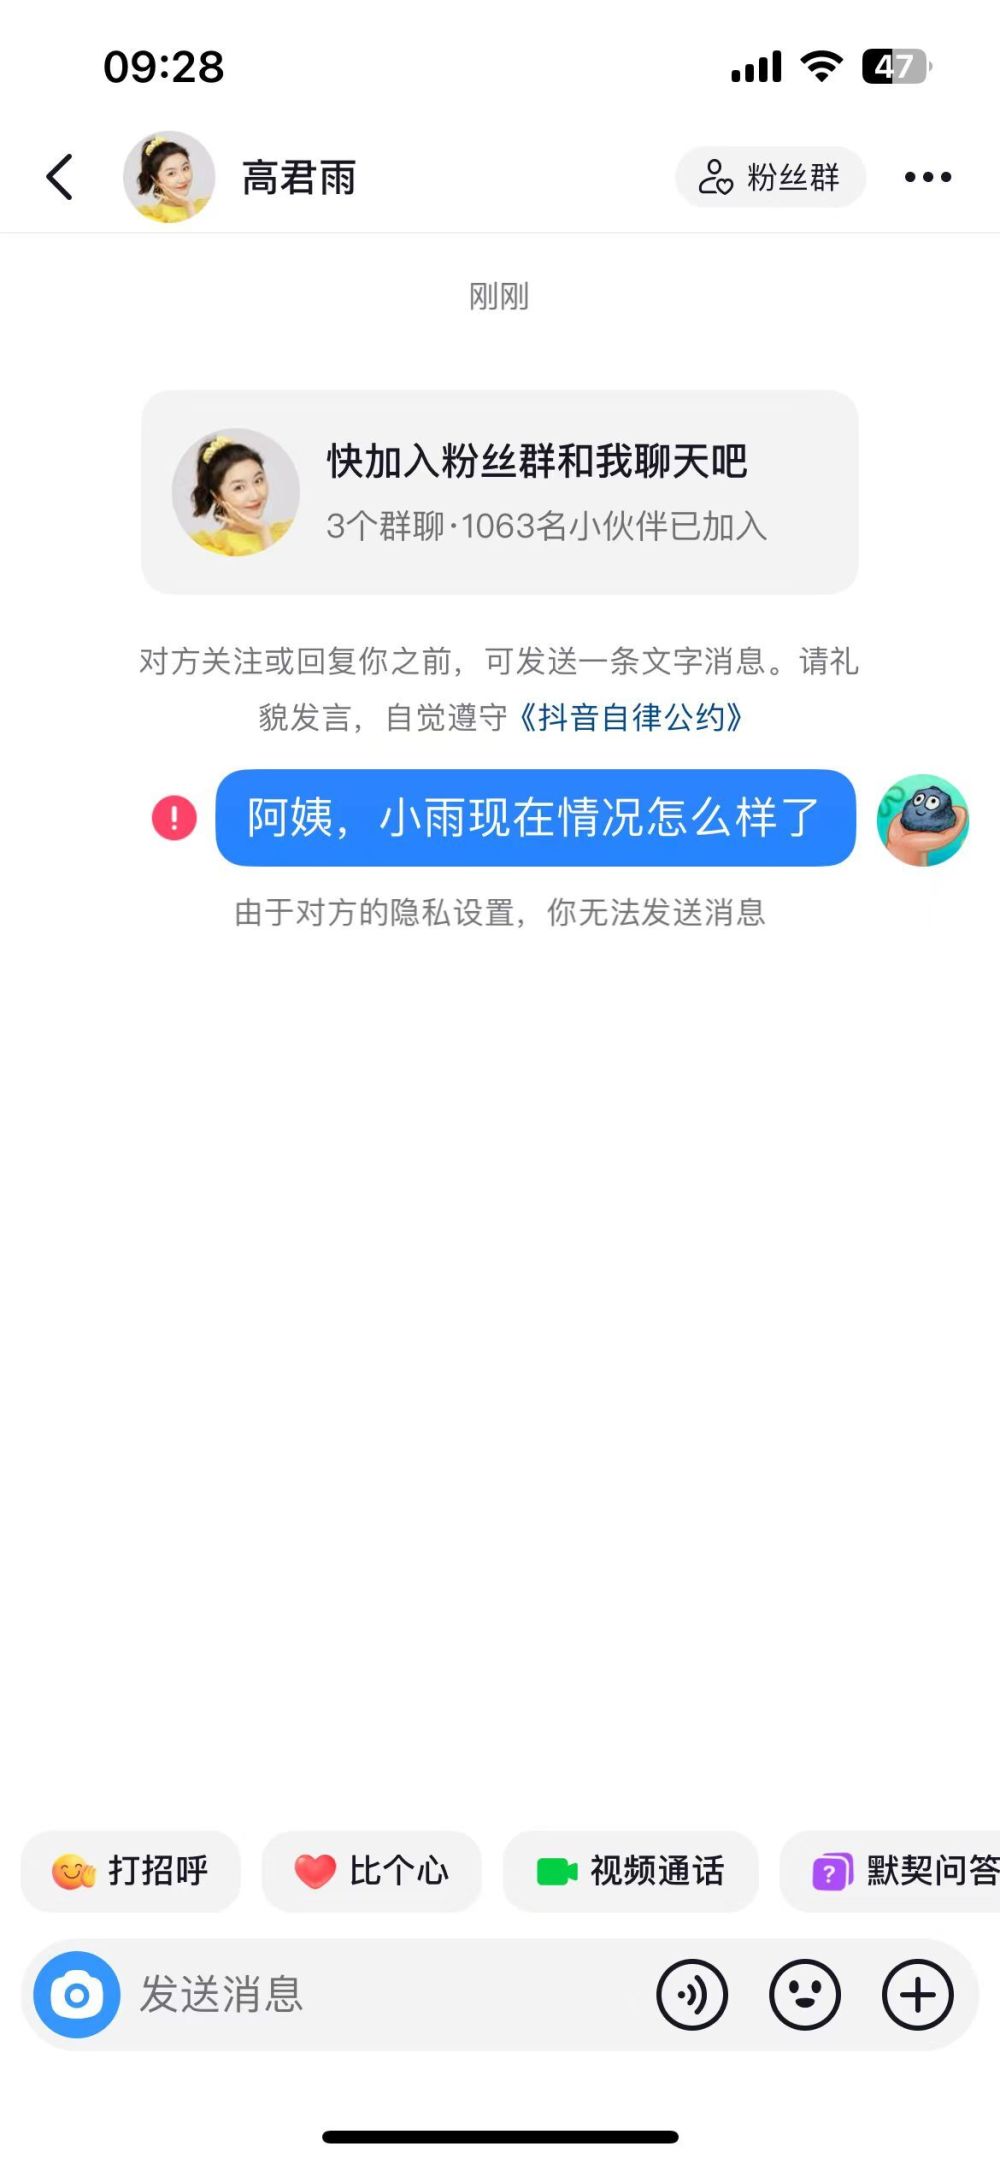 09:28
47
高君雨
粉丝群
刚刚
快加入粉丝群和我聊天吧
3个群聊·1063名小伙伴已加入
对方关注或回复你之前，可发送一条文字消息。请礼
貌发言，自觉遵守《抖音自律公约》
阿姨，小雨现在情况怎么样了
由于对方的隐私设置，你无法发送消息
打招呼
比个心
视频通话
默契问答
发送消息